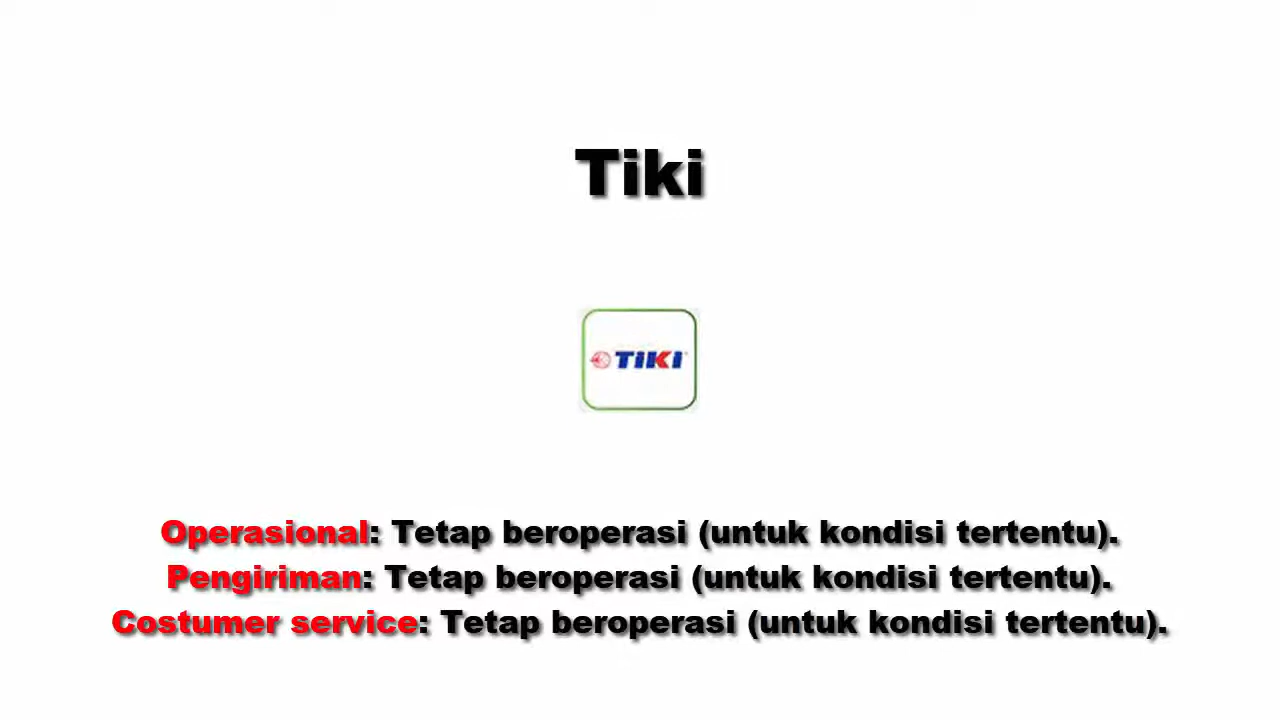 Tiki
TIKI
Operasional: Tetap beroperasi (untuk kondisi tertentu).
Pengiriman: Tetap beroperasi (untuk kondisi tertentu).
Costumer service: Tetap beroperasi (untuk kondisi tertentu).